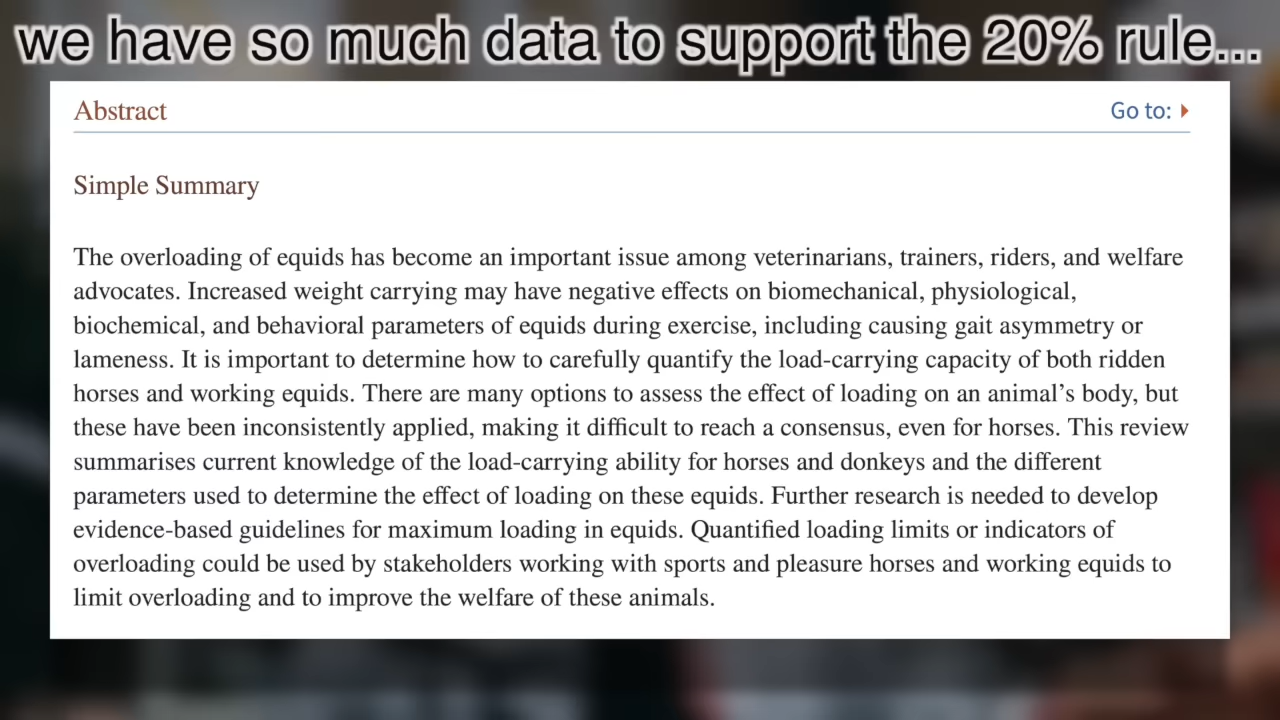 we have so much data to support the 20% rule...
Abstract
Go to:
Simple Summary
The overloading of equids has become an important issue among veterinarians, trainers, riders, and welfare
advocates. Increased weight carrying may have negative effects on biomechanical, physiological,
biochemical, and behavioral parameters of equids during exercise, including causing gait asymmetry or
lameness. It is important to determine how to carefully quantify the load-carrying capacity of both ridden
horses and working equids. There are many options to assess the effect of loading on an animal’s body, but
these have been inconsistently applied, making it difficult to reach a consensus, even for horses. This review
summarises current knowledge of the load-carrying ability for horses and donkeys and the different
parameters used to determine the effect of loading on these equids. Further research is needed to develop
evidence-based guidelines for maximum loading in equids. Quantified loading limits or indicators of
overloading could be used by stakeholders working with sports and pleasure horses and working equids to
limit overloading and to improve the welfare of these animals.